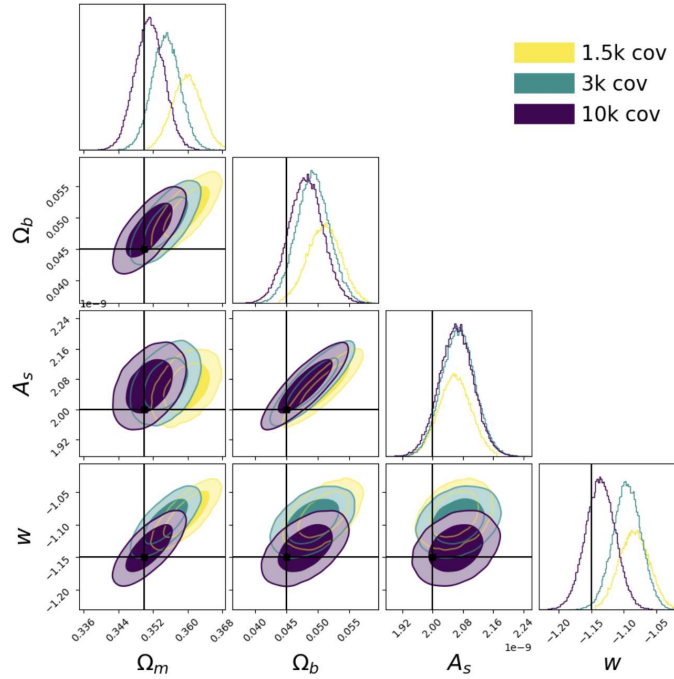 1.5k cov
3k cov
10k cov
Ω_b
0.055
0.050
0.045
0.040
1e−9
A_s
2.24
2.16
2.08
2.00
1.92
w
−1.05
−1.10
−1.15
−1.20
0.336 0.344 0.352 0.360 0.368
0.040 0.045 0.050 0.055
1.92 2.00 2.08 2.16 2.24
1e−9
−1.20 −1.15 −1.10 −1.05
Ω_m Ω_b A_s w